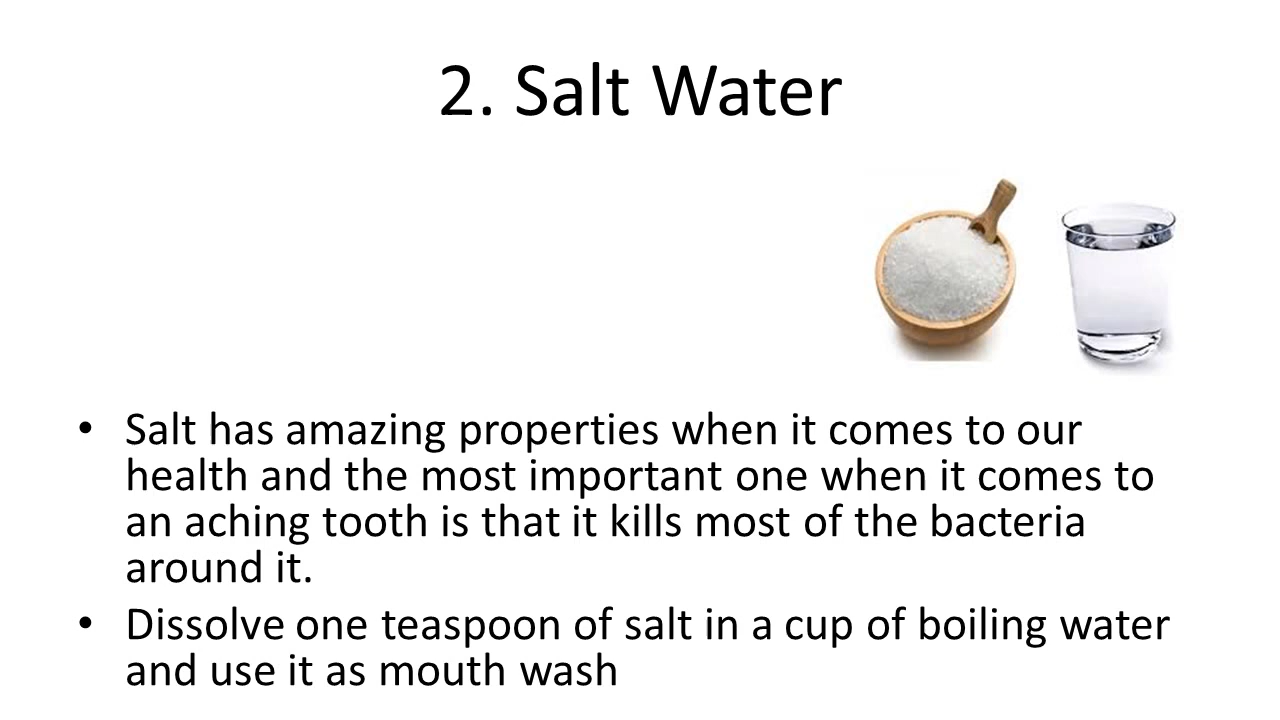 2. Salt Water
• Salt has amazing properties when it comes to our
health and the most important one when it comes to
an aching tooth is that it kills most of the bacteria
around it.
• Dissolve one teaspoon of salt in a cup of boiling water
and use it as mouth wash